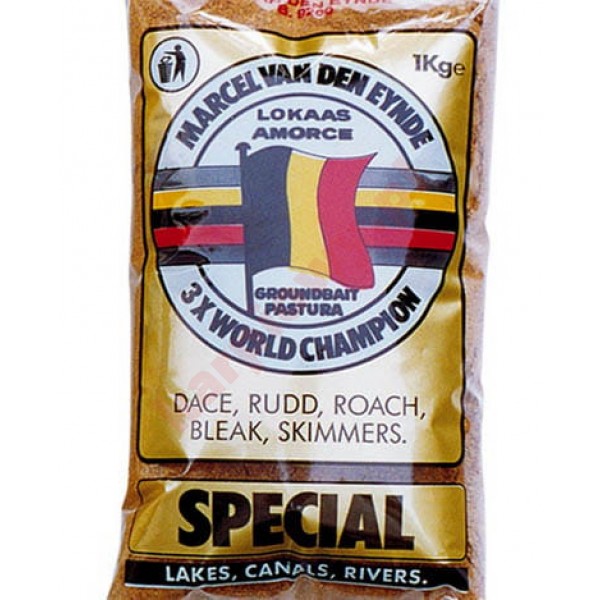 1Kg℮
MARCEL VAN DEN EYNDE
LOKAAS
AMORCE
GROUNDBAIT
PASTURA
3 X WORLD CHAMPION
DACE, RUDD, ROACH,
BLEAK, SKIMMERS.
SPECIAL
LAKES, CANALS, RIVERS.